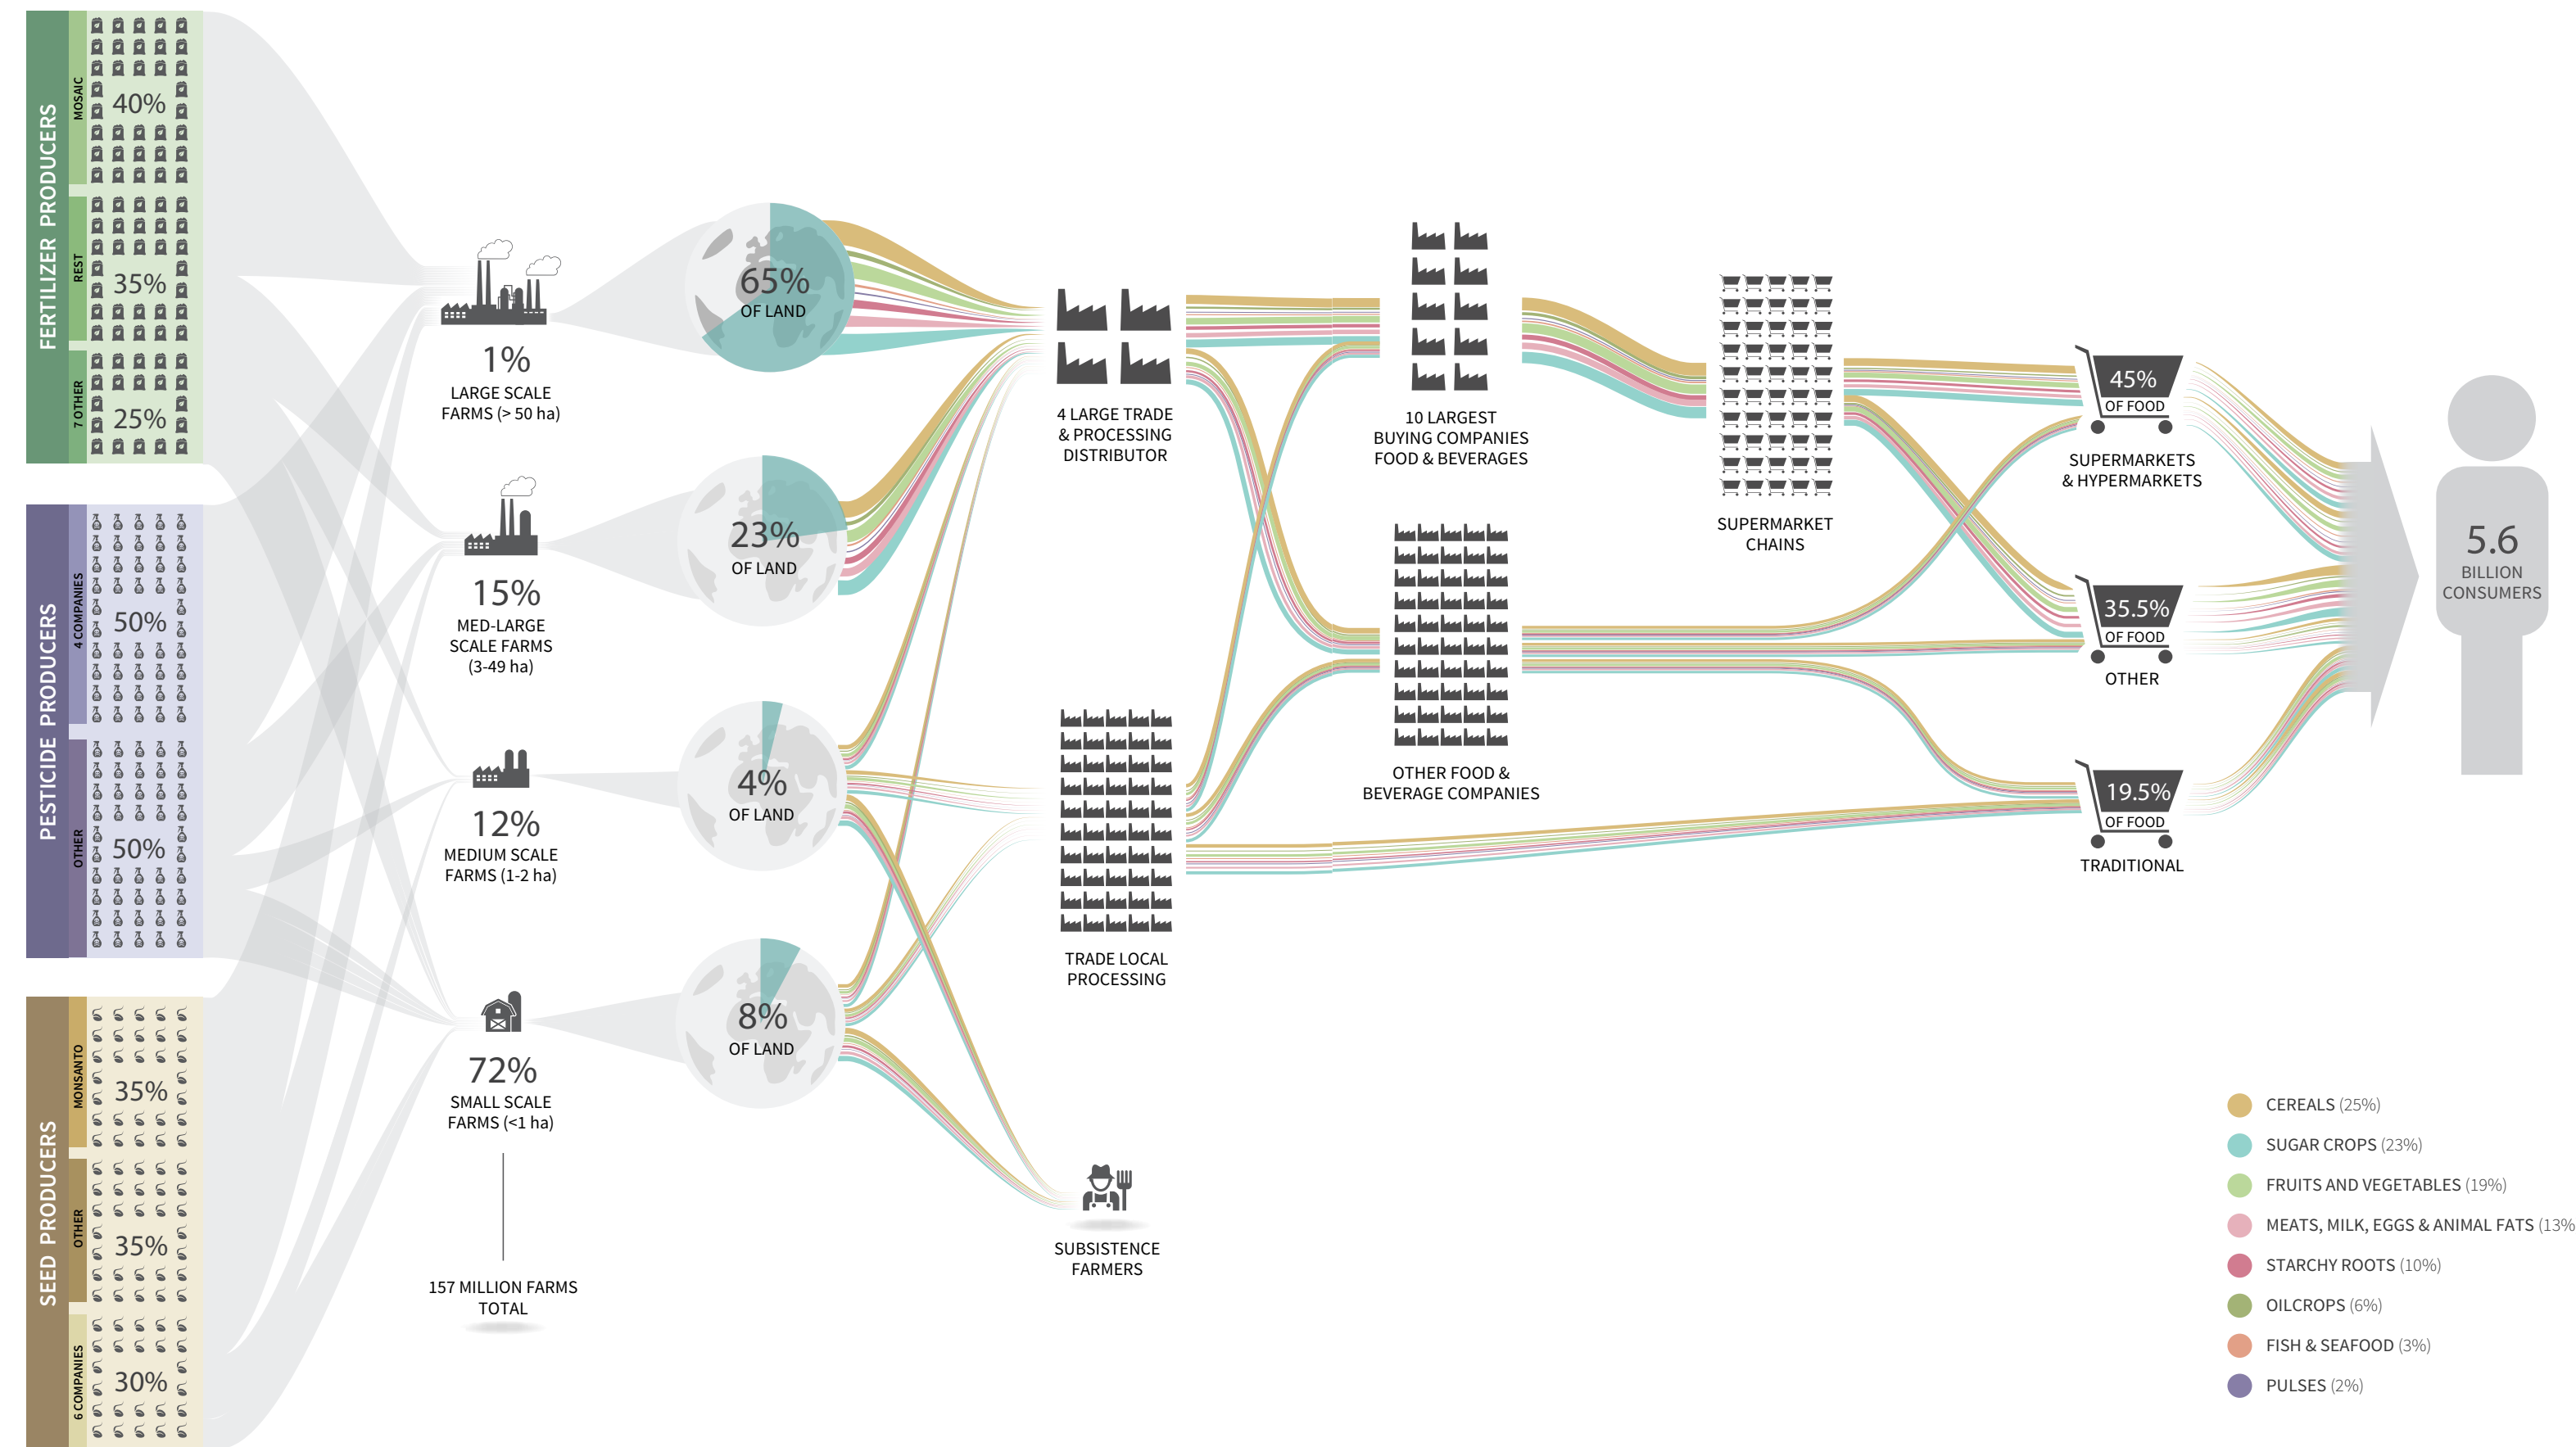 FERTILIZER PRODUCERS
MOSAIC
40%
REST
35%
7 OTHER
25%
PESTICIDE PRODUCERS
4 COMPANIES
50%
OTHER
50%
SEED PRODUCERS
MONSANTO
35%
OTHER
35%
6 COMPANIES
30%
1%
LARGE SCALE
FARMS (> 50 ha)
15%
MED-LARGE
SCALE FARMS
(3-49 ha)
12%
MEDIUM SCALE
FARMS (1-2 ha)
72%
SMALL SCALE
FARMS (<1 ha)
157 MILLION FARMS
TOTAL
65%
OF LAND
23%
OF LAND
4%
OF LAND
8%
OF LAND
4 LARGE TRADE
& PROCESSING
DISTRIBUTOR
TRADE LOCAL
PROCESSING
SUBSISTENCE
FARMERS
10 LARGEST
BUYING COMPANIES
FOOD & BEVERAGES
OTHER FOOD &
BEVERAGE COMPANIES
SUPERMARKET
CHAINS
45%
OF FOOD
SUPERMARKETS
& HYPERMARKETS
35.5%
OF FOOD
OTHER
19.5%
OF FOOD
TRADITIONAL
5.6
BILLION
CONSUMERS
CEREALS (25%)
SUGAR CROPS (23%)
FRUITS AND VEGETABLES (19%)
MEATS, MILK, EGGS & ANIMAL FATS (13%
STARCHY ROOTS (10%)
OILCROPS (6%)
FISH & SEAFOOD (3%)
PULSES (2%)